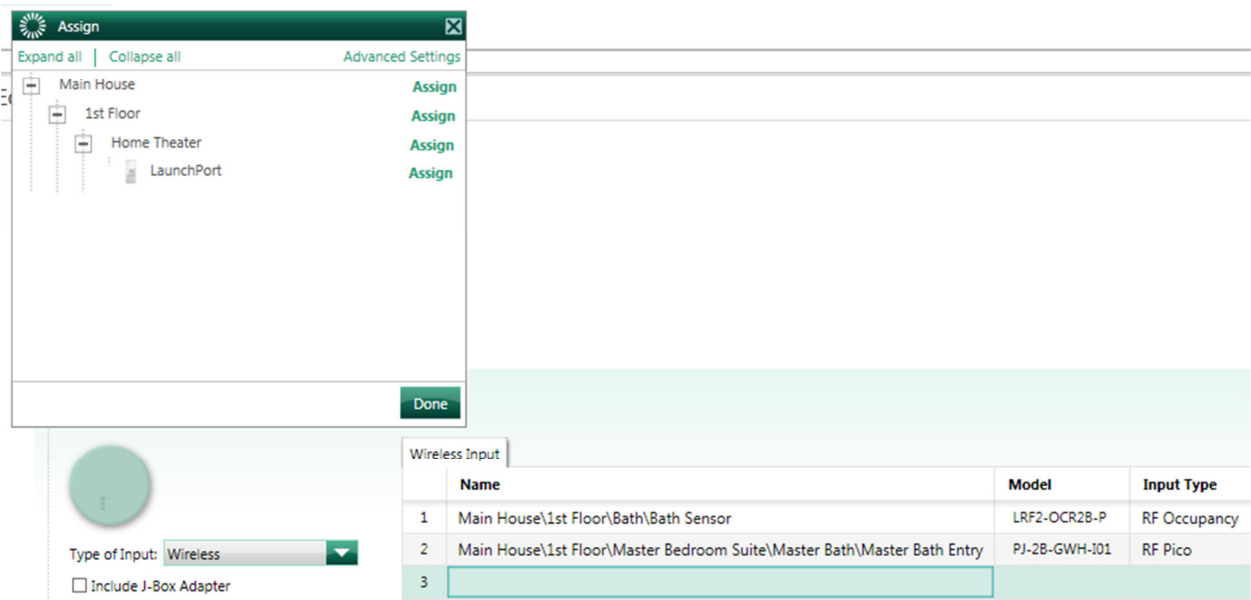 Assign
Expand all | Collapse all Advanced Settings
Main House Assign
1st Floor Assign
Home Theater Assign
LaunchPort Assign
Done
Wireless Input
Name Model Input Type
1 Main House\1st Floor\Bath\Bath Sensor LRF2-OCR2B-P RF Occupancy
Type of Input: Wireless
2 Main House\1st Floor\Master Bedroom Suite\Master Bath\Master Bath Entry PJ-2B-GWH-I01 RF Pico
Include J-Box Adapter
3